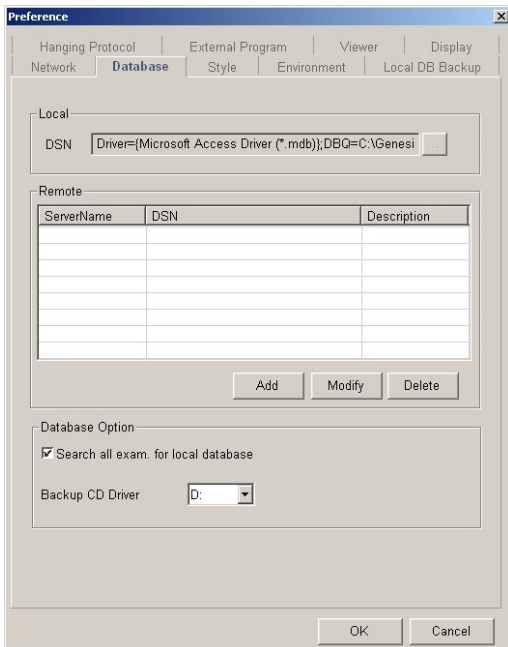 Preference
Hanging Protocol External Program Viewer Display
Network Database Style Environment Local DB Backup
Local
DSN Driver={Microsoft Access Driver (*.mdb)};DBQ=C:\Genesi ...
Remote
ServerName DSN Description
Add Modify Delete
Database Option
Search all exam. for local database
Backup CD Driver D:
OK Cancel